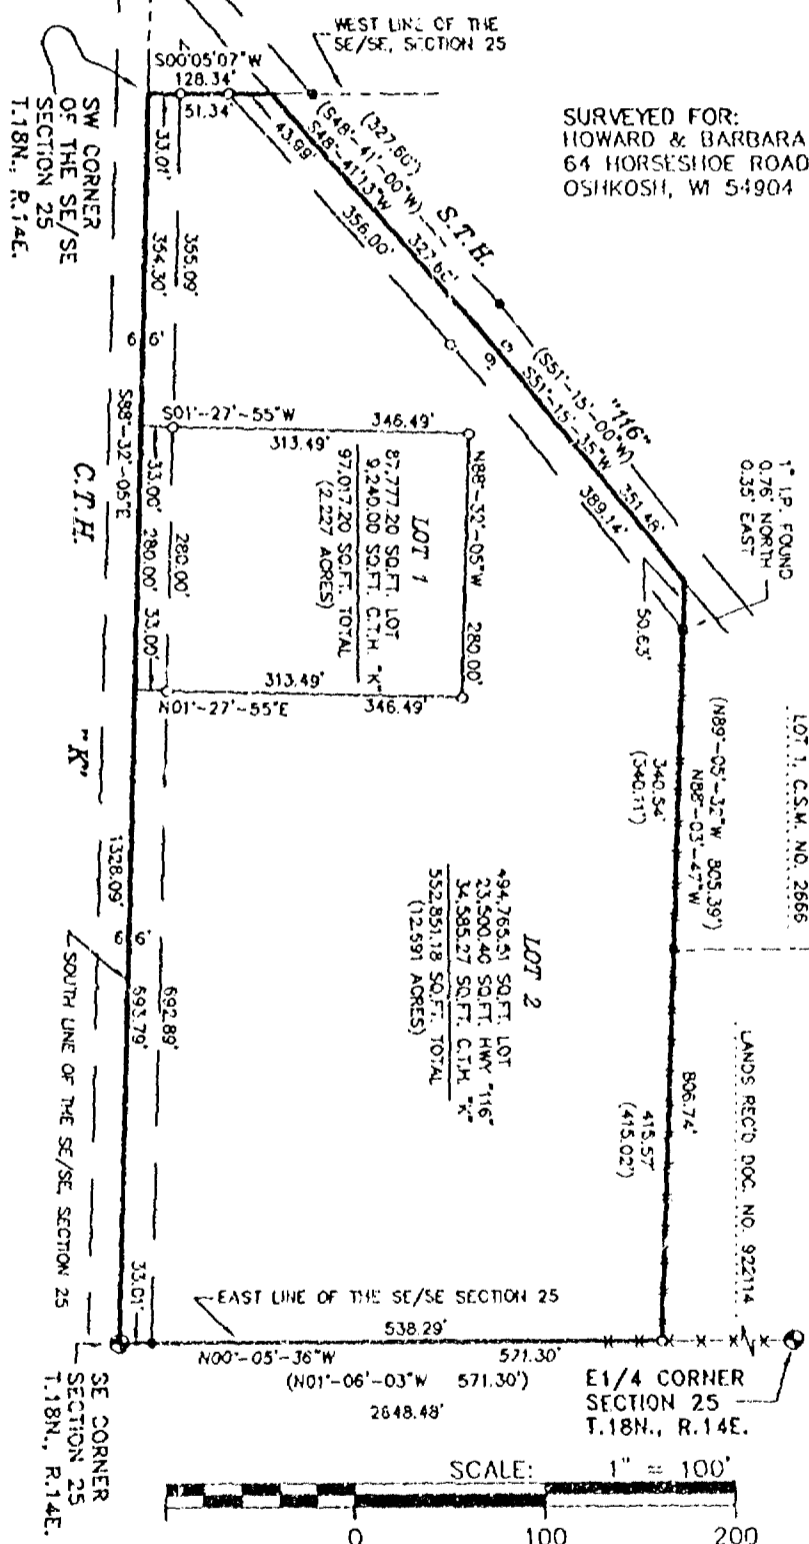 WEST LINE OF THE
SE/SE, SECTION 25
S00°05'07"W
128.34'
51.34'
SURVEYED FOR:
HOWARD & BARBARA
64 HORSESHOE ROAD
OSHKOSH, WI 54904
SW CORNER
OF THE SE/SE
SECTION 25
T.18N., R.14E.
33.01'
354.30'
355.09'
43.99'
356.00'
(327.60')
(S48°-41'-00"W)
S48°-41'13"W
327.62'
S.T.H.
"116"
(S51°-15'-00"W)
S51°-15'-35"W
351.48'
389.14'
1" I.P. FOUND
0.76' NORTH
0.35' EAST
50.63'
66'
S88°-32'-05"E
C.T.H.
"K"
S01°-27'-55"W
346.49'
313.49'
N88°-32'-05"W
280.00'
33.00'
280.00'
33.00'
280.00'
LOT 1
87,777.20 SQ.FT. LOT
9,240.00 SQ.FT. C.T.H. "K"
97,017.20 SQ.FT. TOTAL
(2.227 ACRES)
313.49'
N01°-27'-55"E
346.49'
LOT 1, C.S.M. NO. 2666
(N89°-05'-32"W 805.39')
N88°-03'-47"W
340.54'
(340.11')
LOT 2
494,765.51 SQ.FT. LOT
23,500.40 SQ.FT. HWY "116"
34,585.27 SQ.FT. C.T.H. "K"
552,851.18 SQ.FT. TOTAL
(12.691 ACRES)
1328.09'
66'
692.89'
693.79'
SOUTH LINE OF THE SE/SE, SECTION 25
33.01'
LANDS REC'D DOC. NO. 922114
806.74'
415.57'
(415.02')
EAST LINE OF THE SE/SE SECTION 25
538.29'
N00°-05'-36"W
571.30'
(N01°-06'-03"W 571.30')
2648.48'
E1/4 CORNER
SECTION 25
T.18N., R.14E.
SE CORNER
SECTION 25
T.18N., R.14E.
SCALE: 1" = 100'
0
100
200